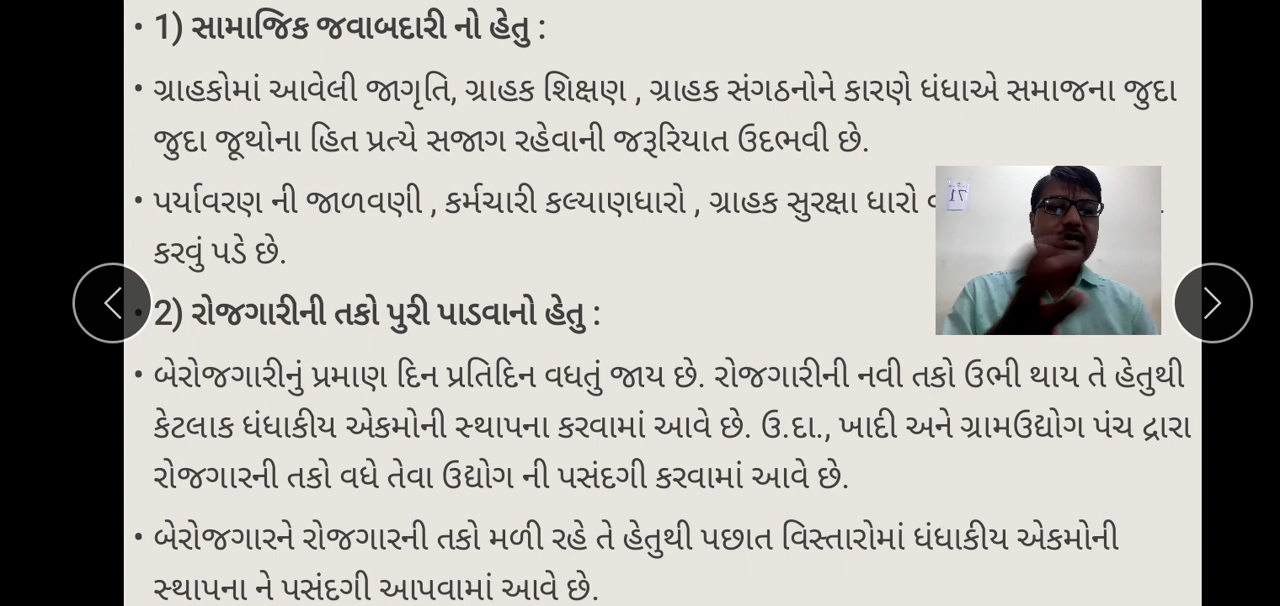 • 1) સામાજિક જવાબદારી નો હેતુ :
• ગ્રાહકોમાં આવેલી જાગૃતિ, ગ્રાહક શિક્ષણ , ગ્રાહક સંગઠનોને કારણે ધંધાએ સમાજના જુદા
જુદા જૂથોના હિત પ્રત્યે સજાગ રહેવાની જરૂરિયાત ઉદભવી છે.
• પર્યાવરણ ની જાળવણી , કર્મચારી કલ્યાણધારો , ગ્રાહક સુરક્ષા ધારો
કરવું પડે છે.
• 2) રોજગારીની તકો પુરી પાડવાનો હેતુ :
• બેરોજગારીનું પ્રમાણ દિન પ્રતિદિન વધતું જાય છે. રોજગારીની નવી તકો ઉભી થાય તે હેતુથી
કેટલાક ધંધાકીય એકમોની સ્થાપના કરવામાં આવે છે. ઉ.દા., ખાદી અને ગ્રામઉદ્યોગ પંચ દ્રારા
રોજગારની તકો વધે તેવા ઉદ્યોગ ની પસંદગી કરવામાં આવે છે.
• બેરોજગારને રોજગારની તકો મળી રહે તે હેતુથી પછાત વિસ્તારોમાં ધંધાકીય એકમોની
સ્થાપના ને પસંદગી આપવામાં આવે છે.